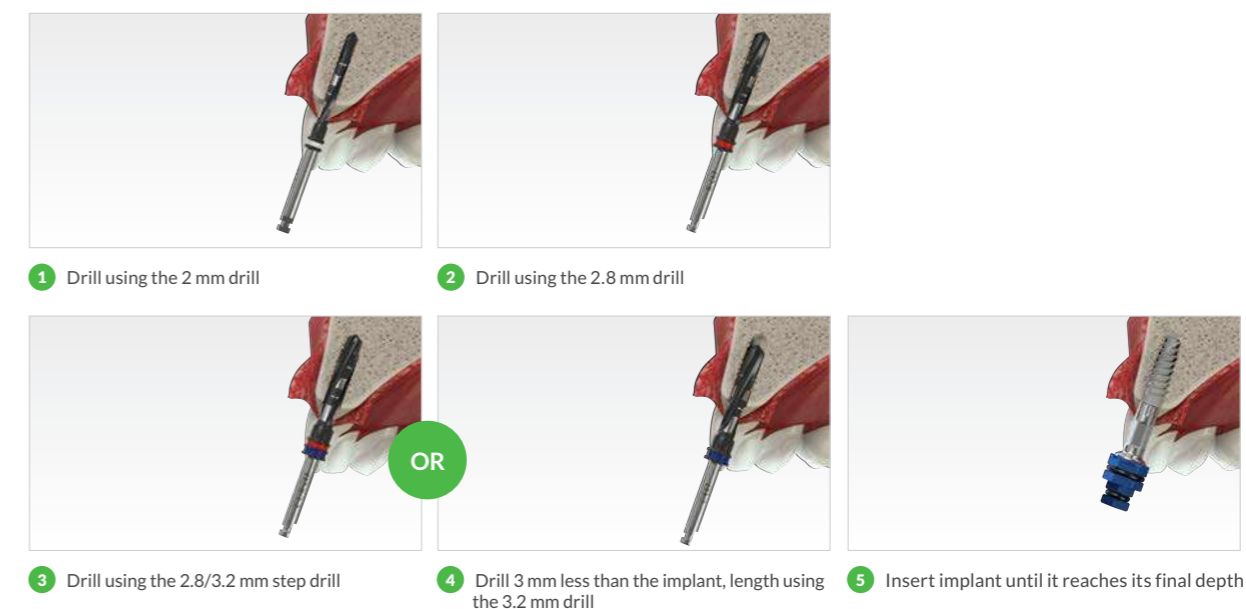 1 Drill using the 2 mm drill
2 Drill using the 2.8 mm drill
OR
3 Drill using the 2.8/3.2 mm step drill
4 Drill 3 mm less than the implant, length using
the 3.2 mm drill
5 Insert implant until it reaches its final depth